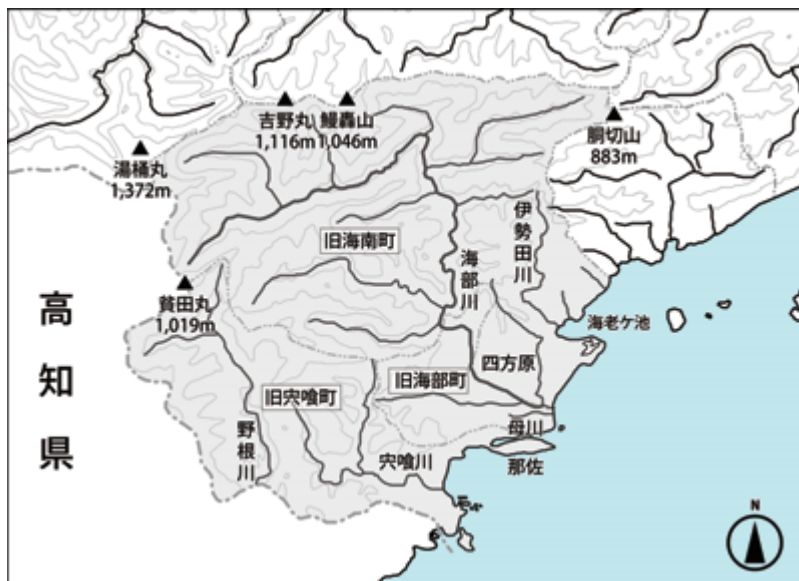 吉野丸
1,116m
鰻轟山
1,046m
胴切山
883m
湯桶丸
1,372m
旧海南町
伊勢田川
海部川
貧田丸
1,019m
高知県
海老ケ池
四方原
旧海部町
旧宍喰町
野根川
母川
宍喰川
那佐
N